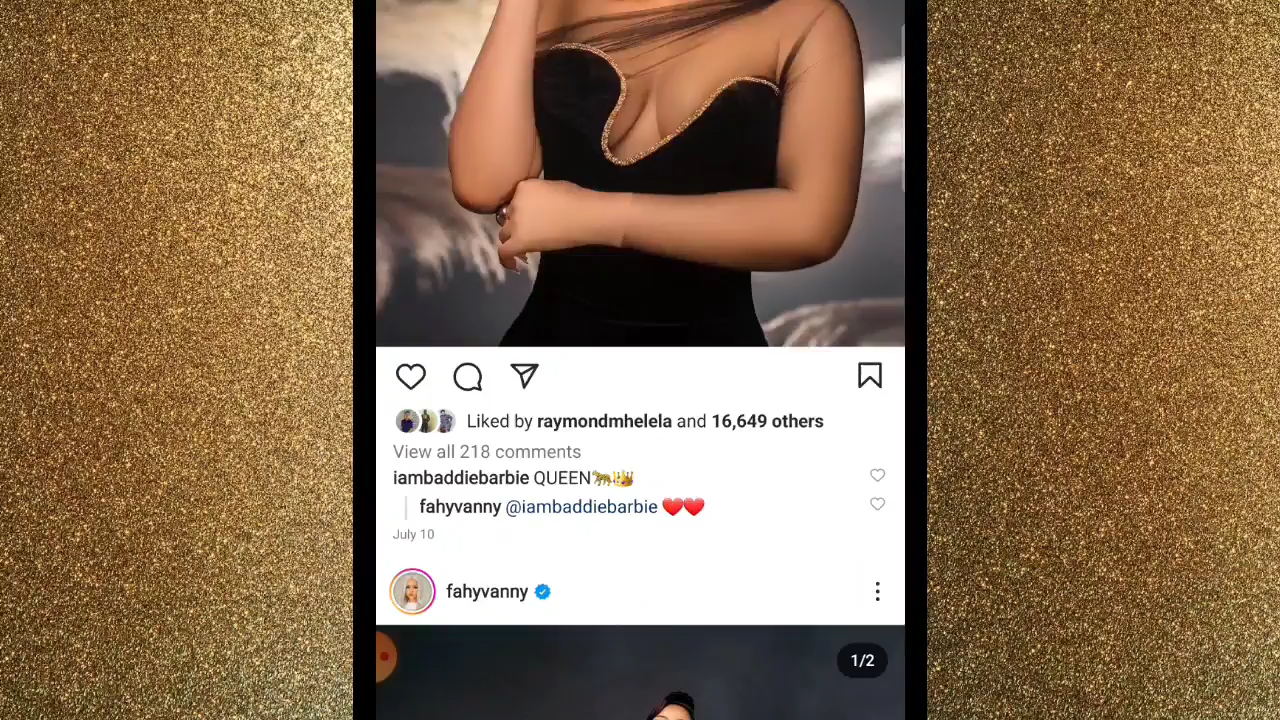 Liked by raymondmhelela and 16,649 others
View all 218 comments
iambaddiebarbie QUEEN🐆👑
fahyvanny @iambaddiebarbie ❤️❤️
July 10
fahyvanny
1/2